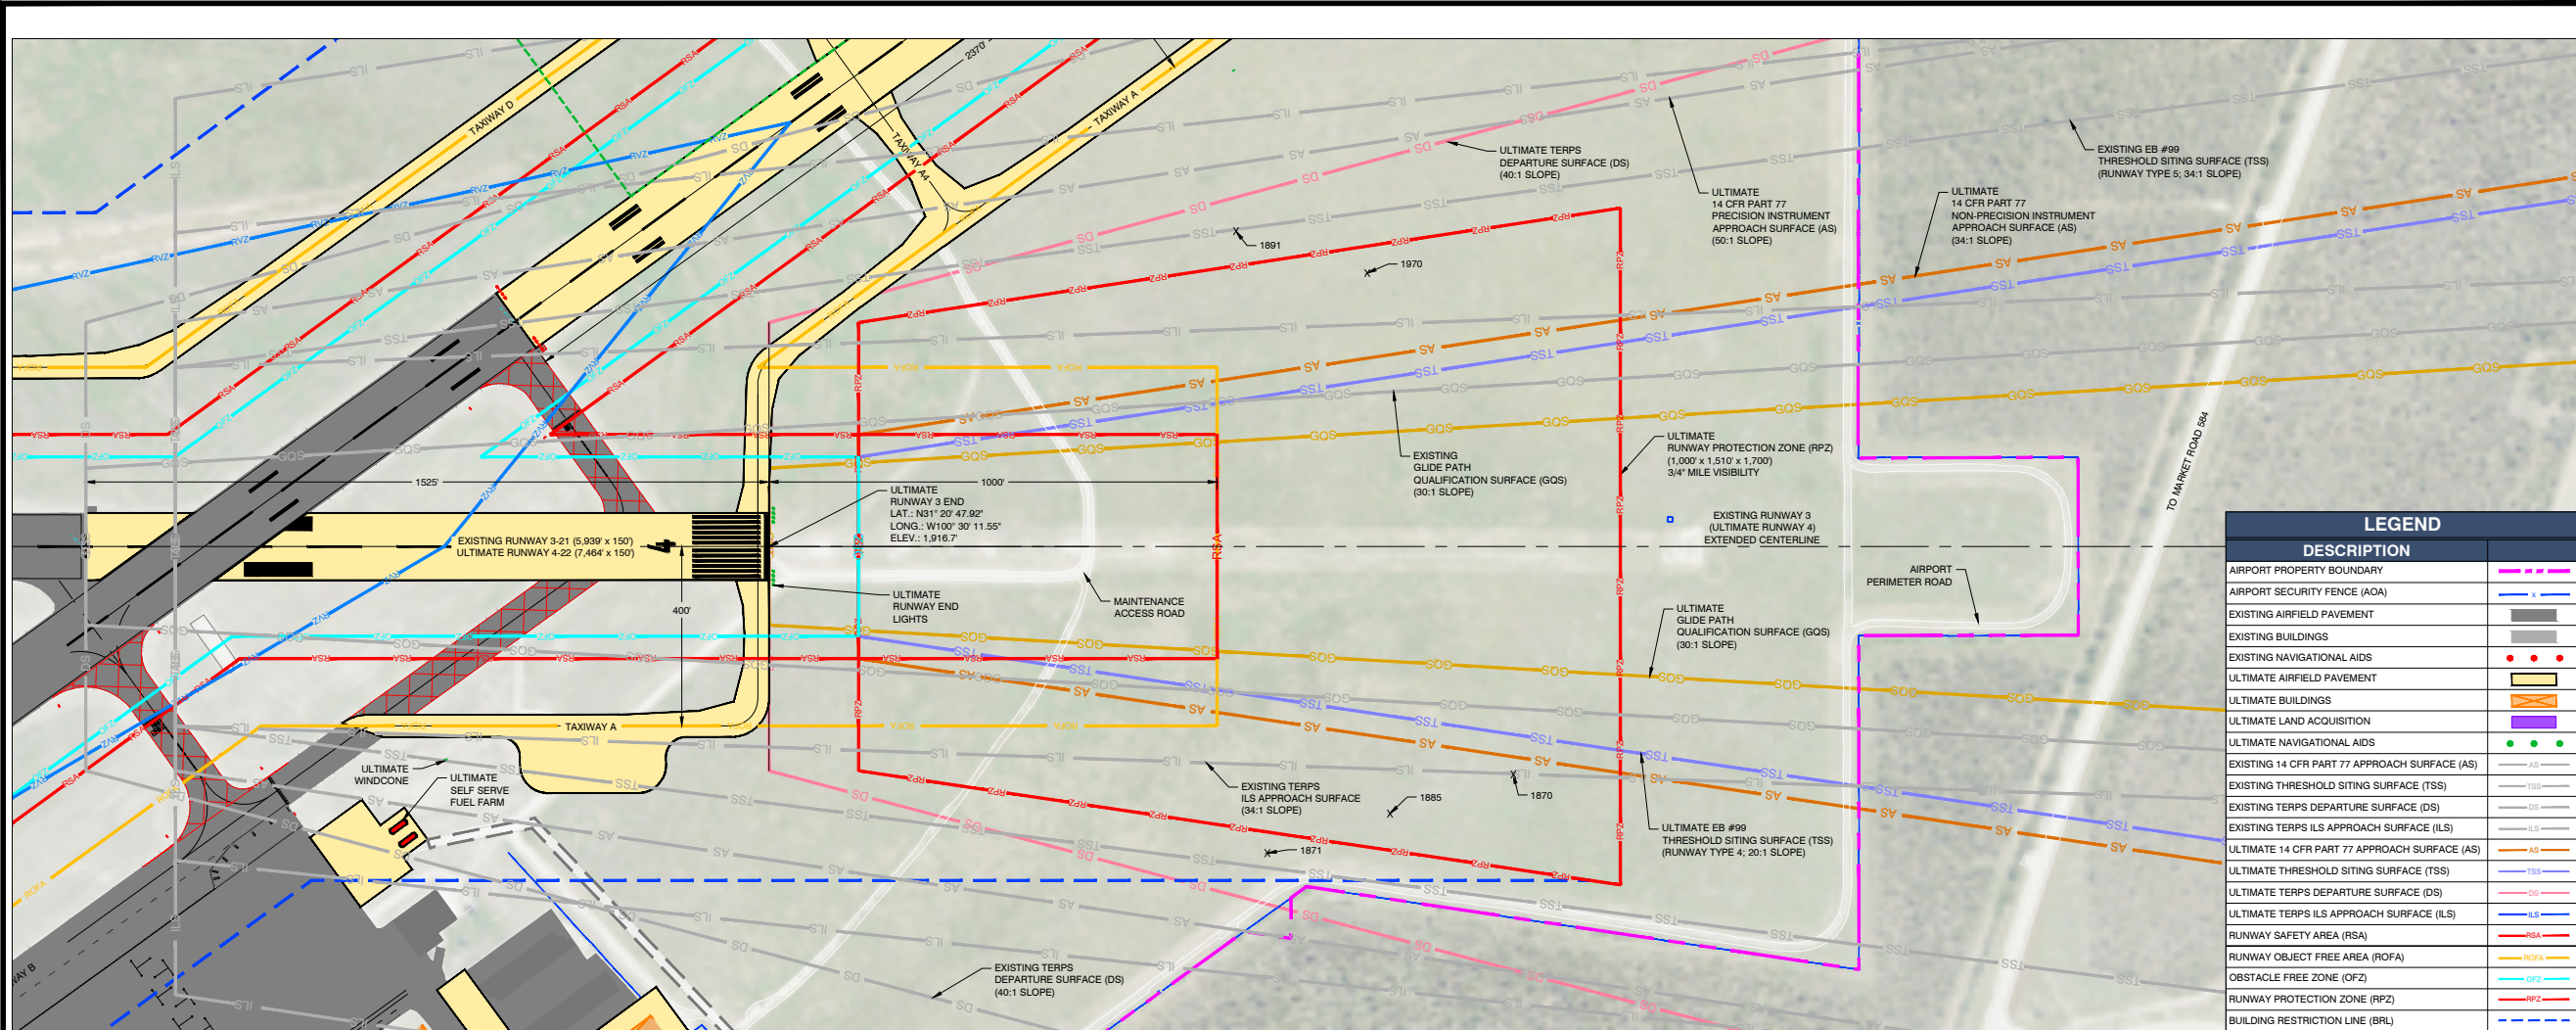 TAXIWAY D
2370'
TAXIWAY A
TAXIWAY A4
ULTIMATE TERPS
DEPARTURE SURFACE (DS)
(40:1 SLOPE)
ULTIMATE
14 CFR PART 77
PRECISION INSTRUMENT
APPROACH SURFACE (AS)
(50:1 SLOPE)
EXISTING EB #99
THRESHOLD SITING SURFACE (TSS)
(RUNWAY TYPE 5; 34:1 SLOPE)
ULTIMATE
14 CFR PART 77
NON-PRECISION INSTRUMENT
APPROACH SURFACE (AS)
(34:1 SLOPE)
1891
1970
1525'
1000'
ULTIMATE
RUNWAY 3 END
LAT.: N31° 20' 47.92"
LONG.: W100° 30' 11.55"
ELEV.: 1,916.7'
EXISTING
GLIDE PATH
QUALIFICATION SURFACE (GQS)
(30:1 SLOPE)
ULTIMATE
RUNWAY PROTECTION ZONE (RPZ)
(1,000' x 1,510' x 1,700')
3/4" MILE VISIBILITY
TO MARKET ROAD 584
EXISTING RUNWAY 3
(ULTIMATE RUNWAY 4)
EXTENDED CENTERLINE
EXISTING RUNWAY 3-21 (5,939' x 150')
ULTIMATE RUNWAY 4-22 (7,464' x 150')
4
400'
ULTIMATE
RUNWAY END
LIGHTS
MAINTENANCE
ACCESS ROAD
AIRPORT
PERIMETER ROAD
ULTIMATE
GLIDE PATH
QUALIFICATION SURFACE (GQS)
(30:1 SLOPE)
TAXIWAY A
ULTIMATE
WINDCONE
ULTIMATE
SELF SERVE
FUEL FARM
EXISTING TERPS
ILS APPROACH SURFACE
(34:1 SLOPE)
1885
1870
1871
ULTIMATE EB #99
THRESHOLD SITING SURFACE (TSS)
(RUNWAY TYPE 4; 20:1 SLOPE)
EXISTING TERPS
DEPARTURE SURFACE (DS)
(40:1 SLOPE)
WAY B
LEGEND
DESCRIPTION
AIRPORT PROPERTY BOUNDARY
AIRPORT SECURITY FENCE (AOA) x
EXISTING AIRFIELD PAVEMENT
EXISTING BUILDINGS
EXISTING NAVIGATIONAL AIDS
ULTIMATE AIRFIELD PAVEMENT
ULTIMATE BUILDINGS
ULTIMATE LAND ACQUISITION
ULTIMATE NAVIGATIONAL AIDS
EXISTING 14 CFR PART 77 APPROACH SURFACE (AS) AS
EXISTING THRESHOLD SITING SURFACE (TSS) TSS
EXISTING TERPS DEPARTURE SURFACE (DS) DS
EXISTING TERPS ILS APPROACH SURFACE (ILS) ILS
ULTIMATE 14 CFR PART 77 APPROACH SURFACE (AS) AS
ULTIMATE THRESHOLD SITING SURFACE (TSS) TSS
ULTIMATE TERPS DEPARTURE SURFACE (DS) DS
ULTIMATE TERPS ILS APPROACH SURFACE (ILS) ILS
RUNWAY SAFETY AREA (RSA) RSA
RUNWAY OBJECT FREE AREA (ROFA) ROFA
OBSTACLE FREE ZONE (OFZ) OFZ
RUNWAY PROTECTION ZONE (RPZ) RPZ
BUILDING RESTRICTION LINE (BRL)